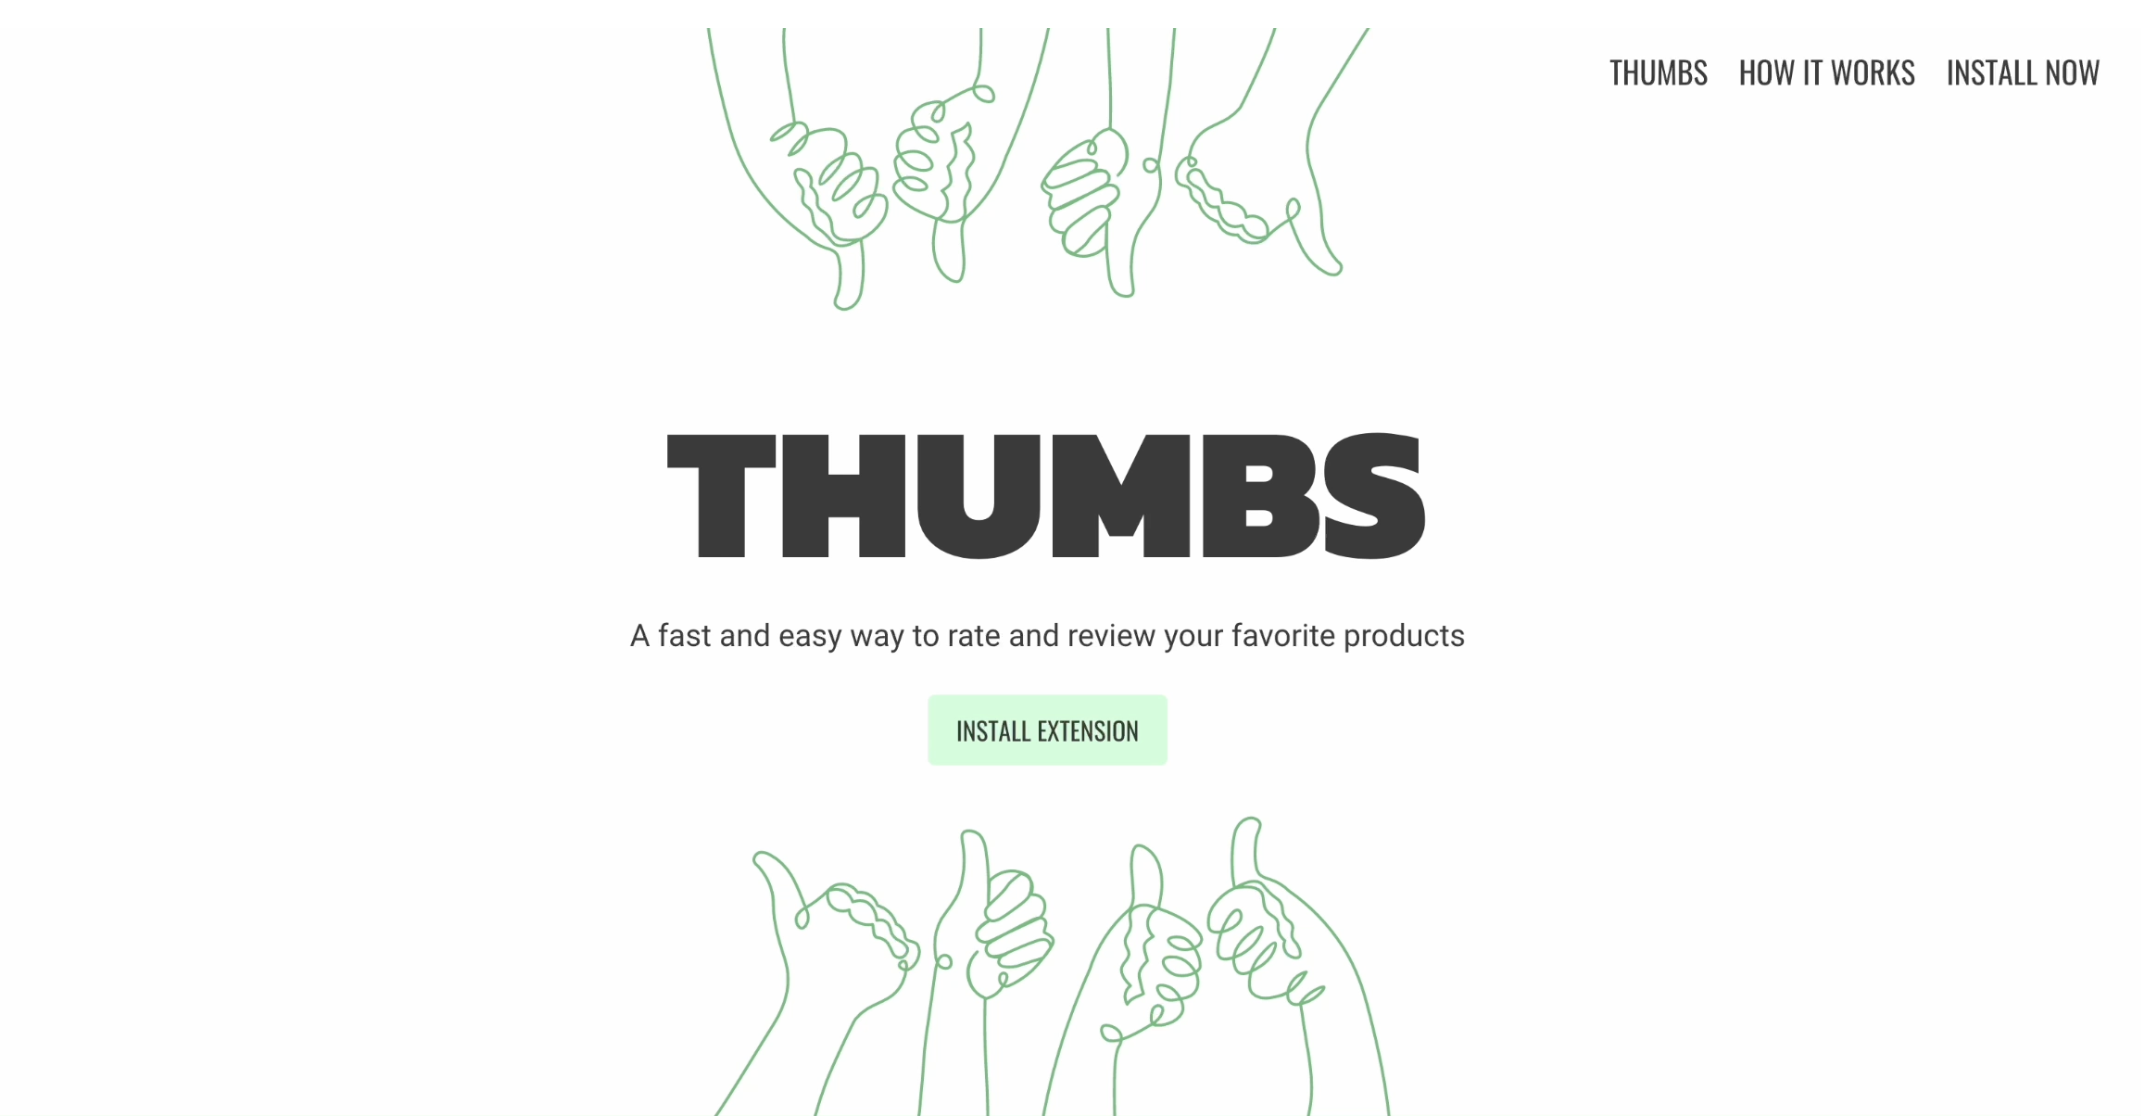 THUMBS HOW IT WORKS INSTALL NOW
THUMBS
A fast and easy way to rate and review your favorite products
INSTALL EXTENSION